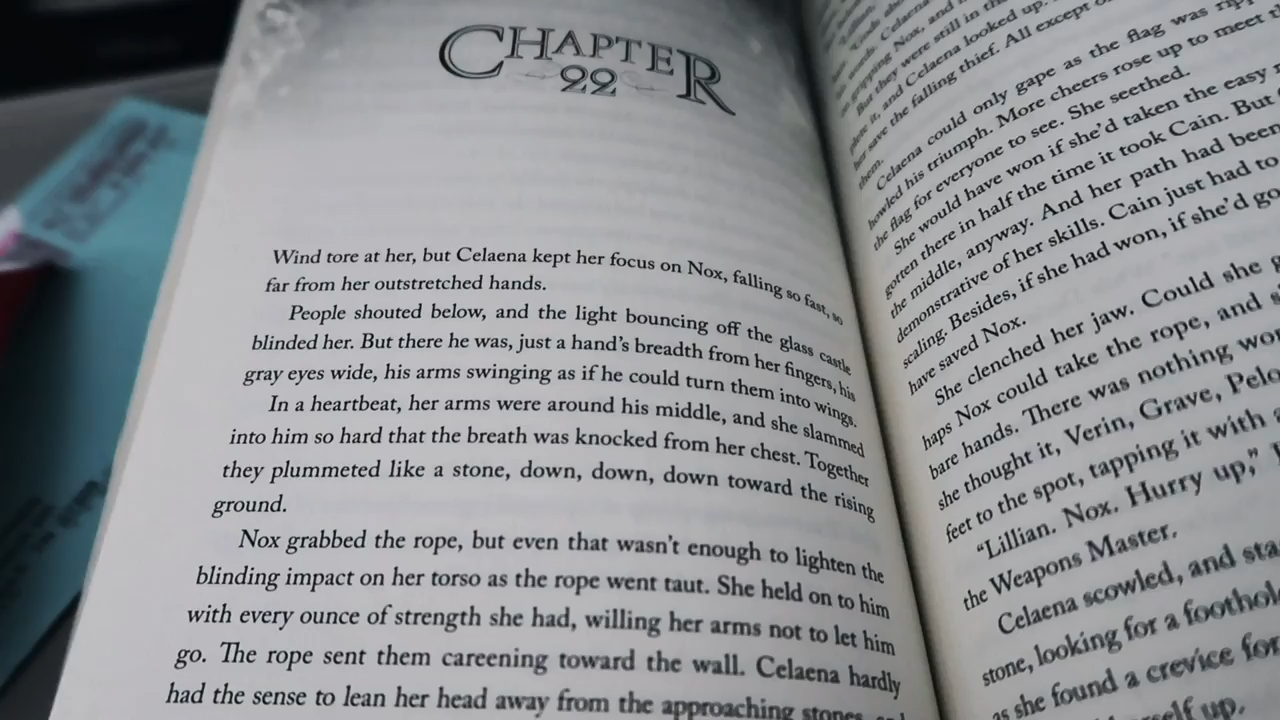 CHAPTER
22
Wind tore at her, but Celaena kept her focus on Nox, falling so fast, so
far from her outstretched hands.
People shouted below, and the light bouncing off the glass castle
blinded her. But there he was, just a hand's breadth from her fingers, his
gray eyes wide, his arms swinging as if he could turn them into wings.
In a heartbeat, her arms were around his middle, and she slammed
into him so hard that the breath was knocked from her chest. Together
they plummeted like a stone, down, down, down toward the rising
ground.
Nox grabbed the rope, but even that wasn't enough to lighten the
blinding impact on her torso as the rope went taut. She held on to him
with every ounce of strength she had, willing her arms not to let him
go. The rope sent them careening toward the wall. Celaena hardly
had the sense to lean her head away from the approaching stones
Nox, and
But they were still in the
and Celaena looked up.
save the falling thief. All except
them.
Celaena could only gape as the flag was
howled his triumph. More cheers rose up to meet
the flag for everyone to see. She seethed.
She would have won if she'd taken the easy
gotten there in half the time it took Cain. But
the middle, anyway. And her path had been
demonstrative of her skills. Cain just had to
scaling. Besides, if she had won, if she'd
have saved Nox.
She clenched her jaw. Could she
haps Nox could take the rope, and
bare hands. There was nothing
she thought it, Verin, Grave,
feet to the spot, tapping it with
"Lillian. Nox. Hurry up,"
the Weapons Master.
Celaena scowled, and
stone, looking for a
as she found a crevice for
up.